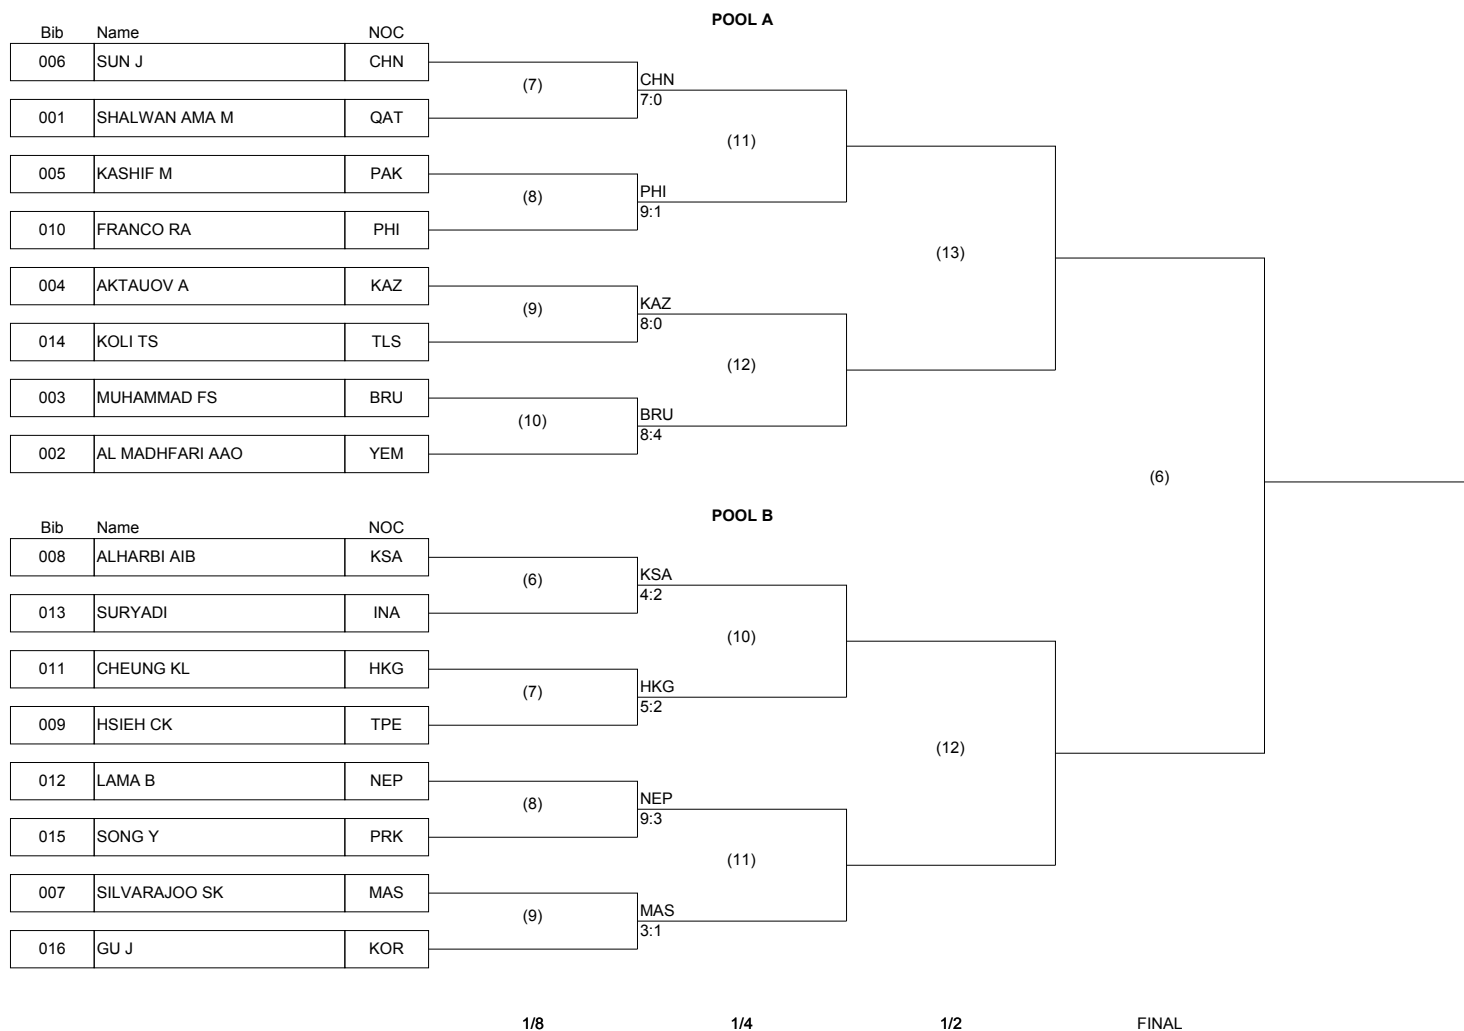 POOL A
Bib Name NOC
006 SUN J CHN
(7)
CHN
7:0
001 SHALWAN AMA M QAT
(11)
005 KASHIF M PAK
(8)
PHI
9:1
010 FRANCO RA PHI
(13)
004 AKTAUOV A KAZ
(9)
KAZ
8:0
014 KOLI TS TLS
(12)
003 MUHAMMAD FS BRU
(10)
BRU
8:4
002 AL MADHFARI AAO YEM
(6)
POOL B
Bib Name NOC
008 ALHARBI AIB KSA
(6)
KSA
4:2
013 SURYADI INA
(10)
011 CHEUNG KL HKG
(7)
HKG
5:2
009 HSIEH CK TPE
(12)
012 LAMA B NEP
(8)
NEP
9:3
015 SONG Y PRK
(11)
007 SILVARAJOO SK MAS
(9)
MAS
3:1
016 GU J KOR
1/8 1/4 1/2 FINAL